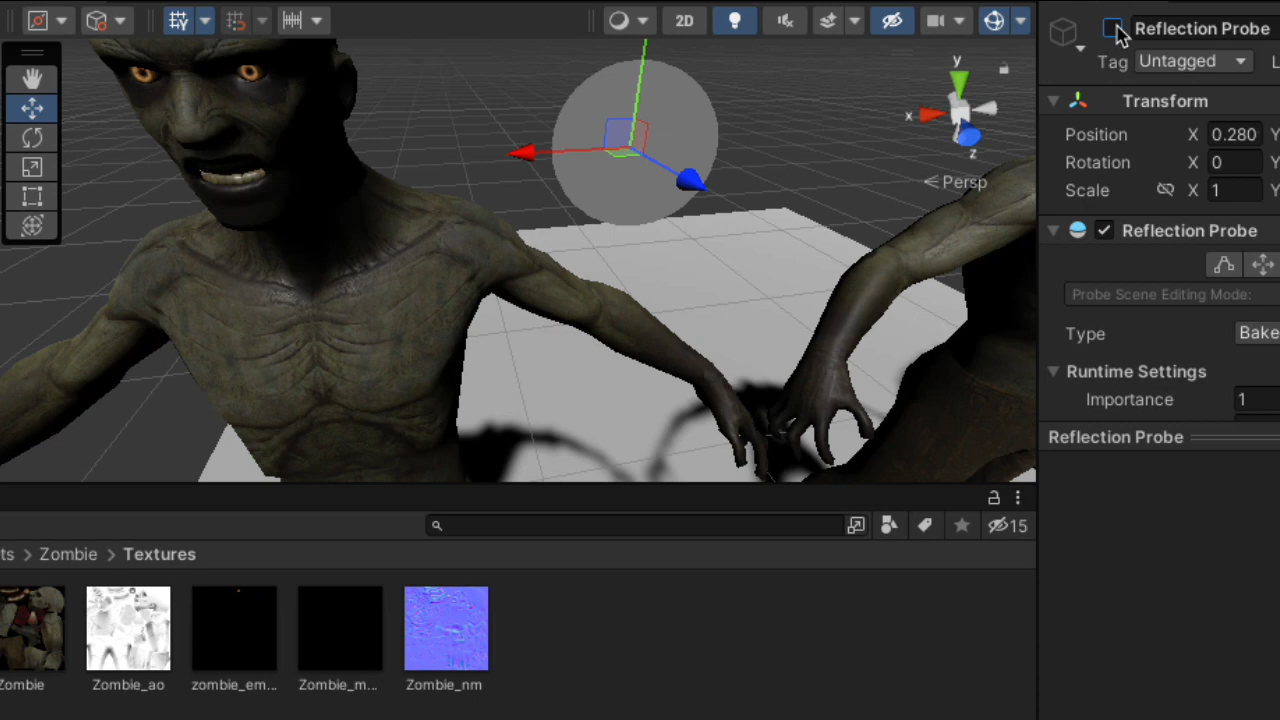 2D
Reflection Probe
Tag Untagged L
Transform
Position X 0.280 Y
Rotation X 0 Y
Scale X 1 Y
Reflection Probe
Probe Scene Editing Mode:
Type Bake
Runtime Settings
Importance 1
Reflection Probe
y
x
z
Persp
15
ts > Zombie > Textures
Zombie
Zombie_ao
zombie_em...
Zombie_m...
Zombie_nm